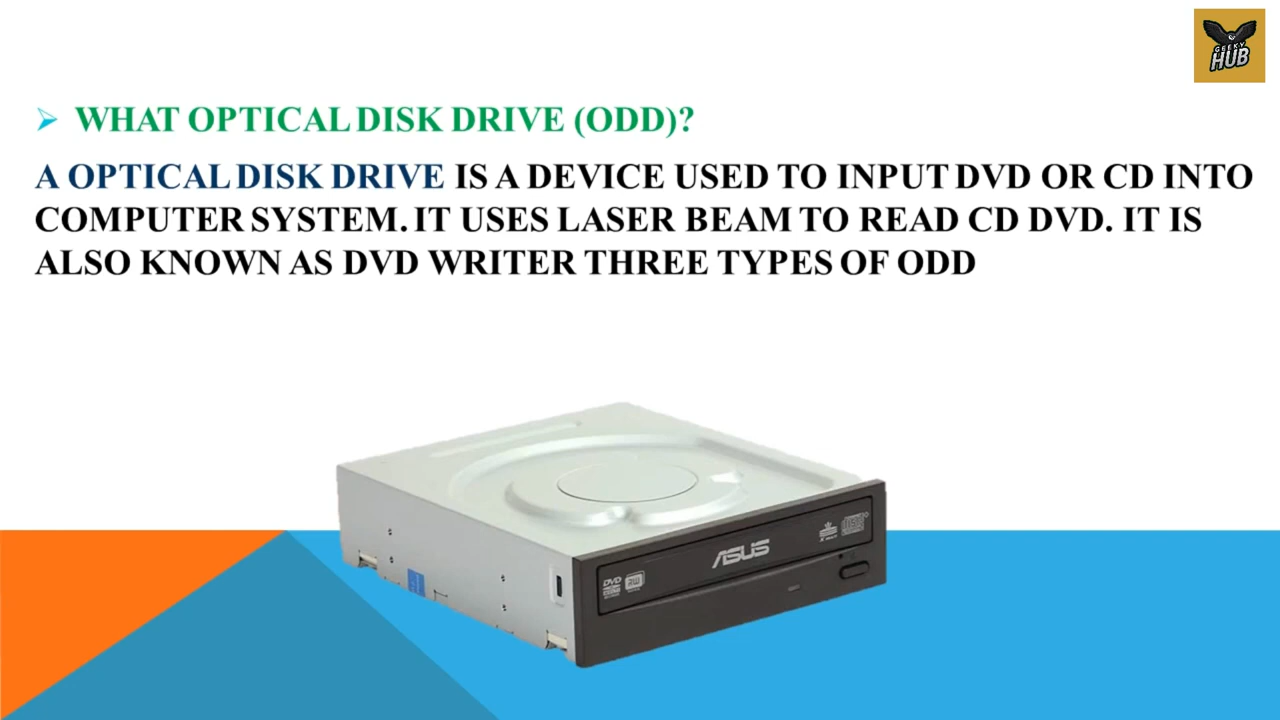 GEEKY
HUB
WHAT OPTICAL DISK DRIVE (ODD)?
A OPTICAL DISK DRIVE IS A DEVICE USED TO INPUT DVD OR CD INTO
COMPUTER SYSTEM. IT USES LASER BEAM TO READ CD DVD. IT IS
ALSO KNOWN AS DVD WRITER THREE TYPES OF ODD
ASUS
DVD
RW